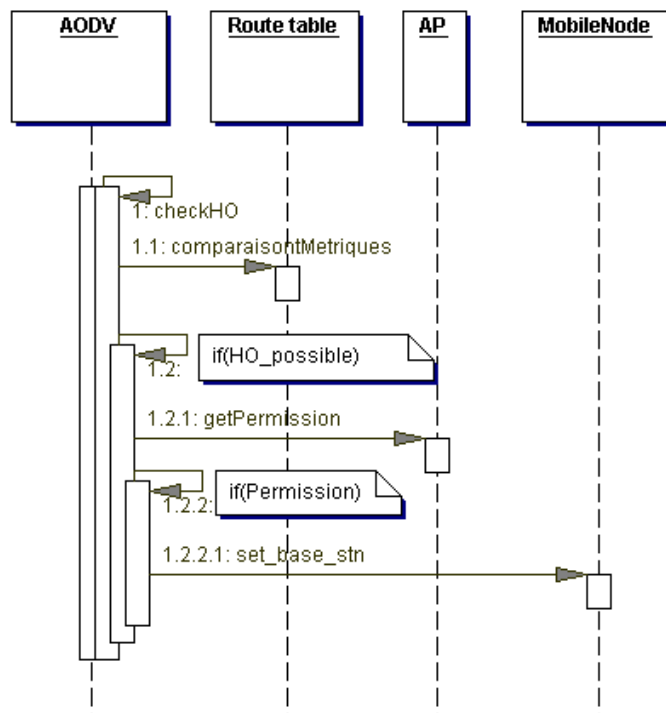 AODV
Route table
AP
MobileNode
1: checkHO
1.1: comparaisontMetriques
1.2:
if(HO_possible)
1.2.1: getPermission
1.2.2:
if(Permission)
1.2.2.1: set_base_stn